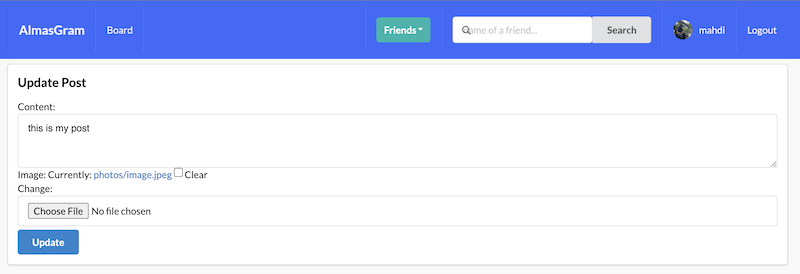 AlmasGram Board Friends Name of a friend... Search mahdi Logout
Update Post
Content:
this is my post
Image: Currently: photos/image.jpeg Clear
Change:
Choose File No file chosen
Update